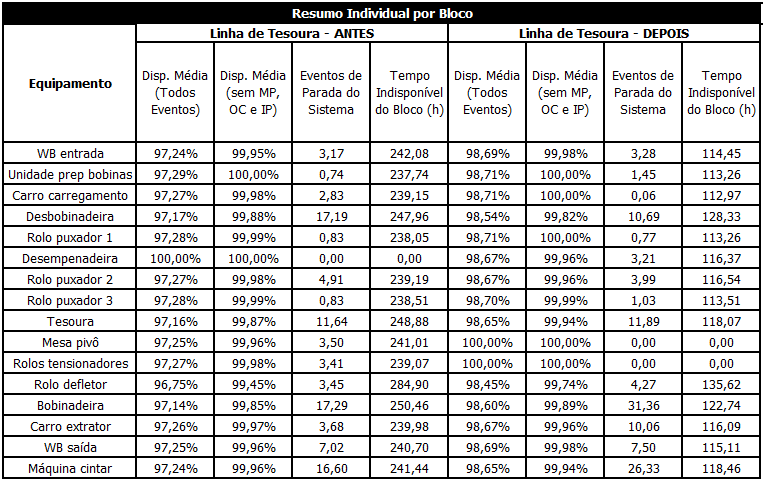 Resumo Individual por Bloco
Linha de Tesoura - ANTES Linha de Tesoura - DEPOIS
Equipamento Disp. Média (Todos Eventos) Disp. Média (sem MP, OC e IP) Eventos de Parada do Sistema Tempo Indisponível do Bloco (h) Disp. Média (Todos Eventos) Disp. Média (sem MP, OC e IP) Eventos de Parada do Sistema Tempo Indisponível do Bloco (h)
WB entrada 97,24% 99,95% 3,17 242,08 98,69% 99,98% 3,28 114,45
Unidade prep bobinas 97,29% 100,00% 0,74 237,74 98,71% 100,00% 1,45 113,26
Carro carregamento 97,27% 99,98% 2,83 239,15 98,71% 100,00% 0,06 112,97
Desbobinadeira 97,17% 99,88% 17,19 247,96 98,54% 99,82% 10,69 128,33
Rolo puxador 1 97,28% 99,99% 0,83 238,05 98,71% 100,00% 0,77 113,26
Desempenadeira 100,00% 100,00% 0,00 0,00 98,67% 99,96% 3,21 116,37
Rolo puxador 2 97,27% 99,98% 4,91 239,19 98,67% 99,96% 3,99 116,54
Rolo puxador 3 97,28% 99,99% 0,83 238,51 98,70% 99,99% 1,03 113,51
Tesoura 97,16% 99,87% 11,64 248,88 98,65% 99,94% 11,89 118,07
Mesa pivô 97,25% 99,96% 3,50 241,01 100,00% 100,00% 0,00 0,00
Rolos tensionadores 97,27% 99,98% 3,41 239,07 100,00% 100,00% 0,00 0,00
Rolo defletor 96,75% 99,45% 3,45 284,90 98,45% 99,74% 4,27 135,62
Bobinadeira 97,14% 99,85% 17,29 250,46 98,60% 99,89% 31,36 122,74
Carro extrator 97,26% 99,97% 3,68 239,98 98,67% 99,96% 10,06 116,09
WB saída 97,25% 99,96% 7,02 240,70 98,69% 99,98% 7,50 115,11
Máquina cintar 97,24% 99,96% 16,60 241,44 98,65% 99,94% 26,33 118,46